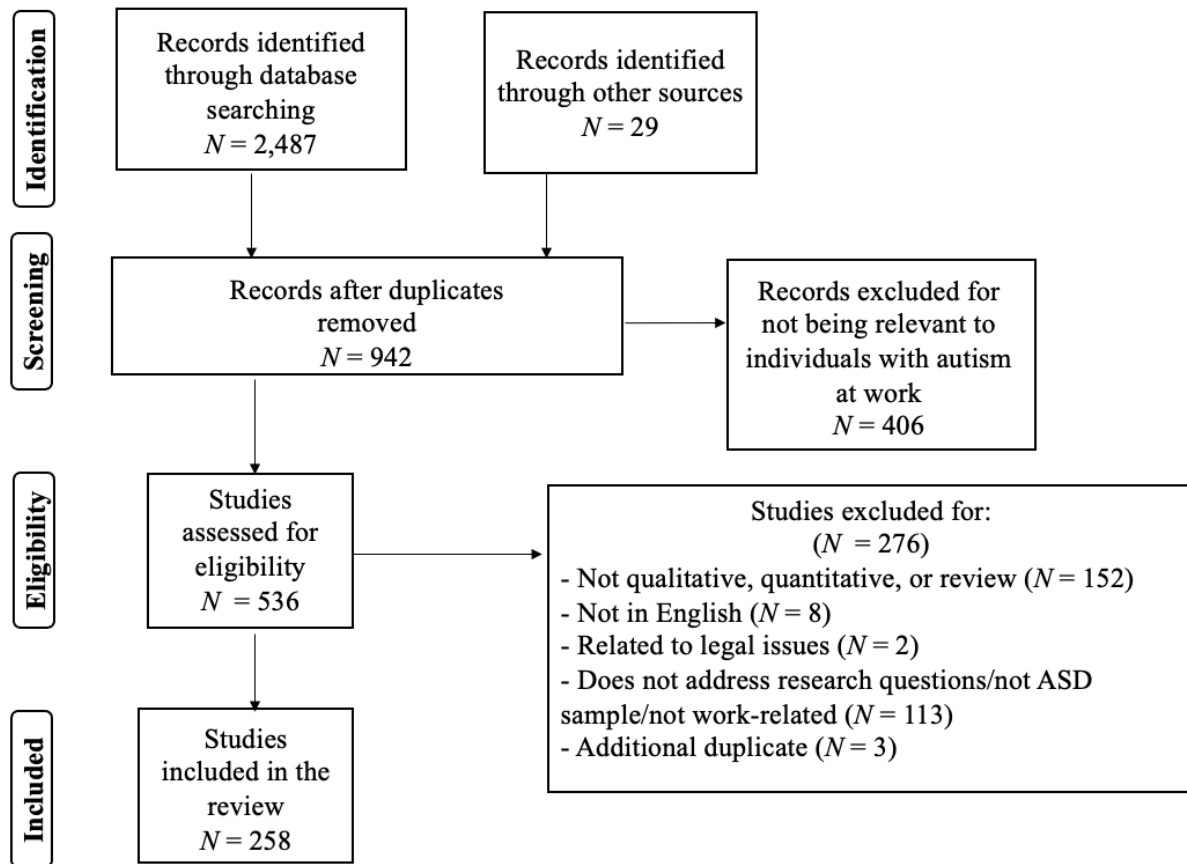 Identification
Records identified
through database
searching
N = 2,487
Records identified
through other sources
N = 29
Screening
Records after duplicates
removed
N = 942
Records excluded for
not being relevant to
individuals with autism
at work
N = 406
Eligibility
Studies
assessed for
eligibility
N = 536
Studies excluded for:
(N = 276)
- Not qualitative, quantitative, or review (N = 152)
- Not in English (N = 8)
- Related to legal issues (N = 2)
- Does not address research questions/not ASD
sample/not work-related (N = 113)
- Additional duplicate (N = 3)
Included
Studies
included in the
review
N = 258